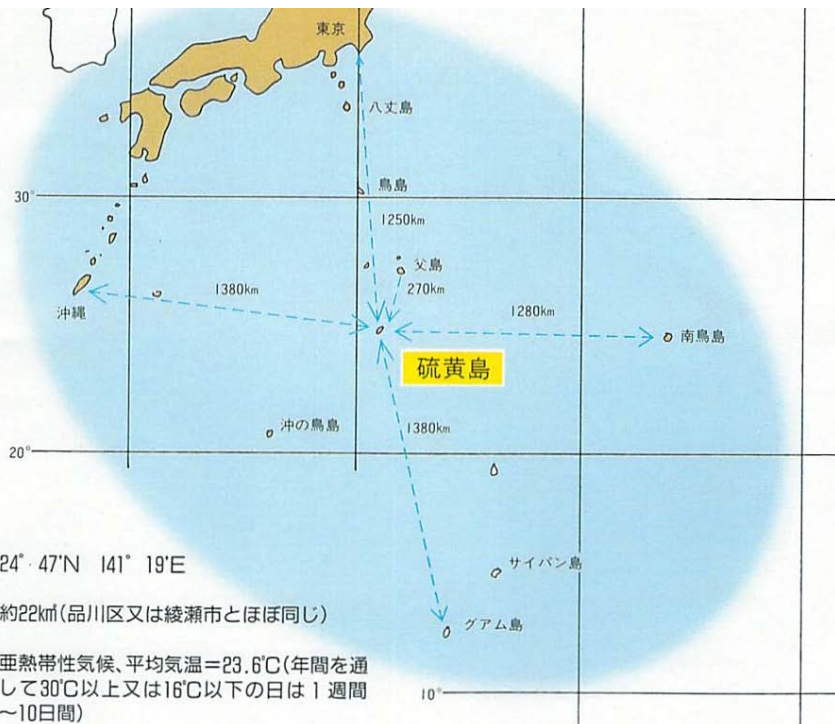 東京
八丈島
30°
鳥島
1250km
父島
270km
1380km
1280km
沖縄
南鳥島
硫黄島
沖の鳥島
1380km
20°
24° 47'N 141° 19'E
サイパン島
約22㎢(品川区又は綾瀬市とほぼ同じ)
グアム島
亜熱帯性気候、平均気温=23.6℃(年間を通
して30℃以上又は16℃以下の日は1週間
~10日間)
10°